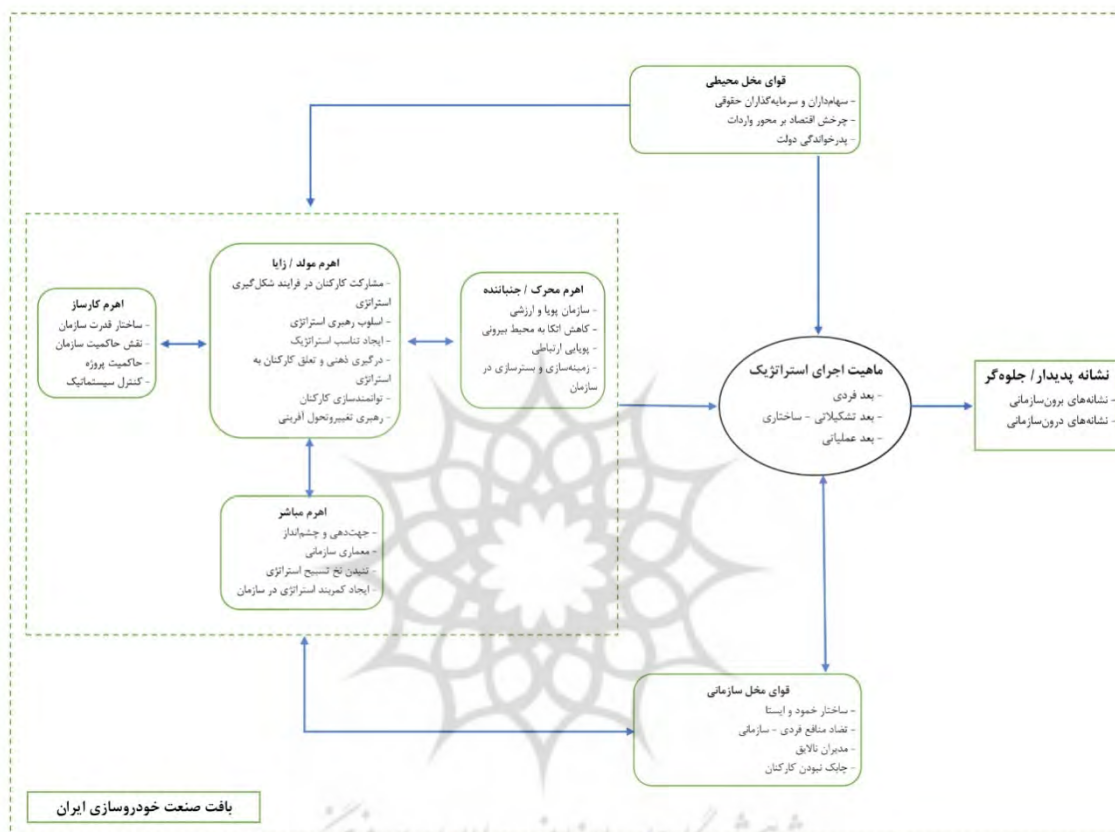 قوای مخل محیطی
- سهامداران و سرمایه‌گذاران حقوقی
- چرخش اقتصاد بر محور واردات
- پدرخواندگی دولت
اهرم مولد / زایا
- مشارکت کارکنان در فرایند شکل‌گیری
استراتژی
- اسلوب رهبری استراتژی
- ایجاد تناسب استراتژیک
- درگیری ذهنی و تعلق کارکنان به
استراتژی
- توانمندسازی کارکنان
- رهبری تغییروتحول آفرینی
اهرم محرک / جنباننده
- سازمان پویا و ارزشی
- کاهش اتکا به محیط بیرونی
- پویایی ارتباطی
- زمینه‌سازی و بسترسازی در
سازمان
اهرم کارساز
- ساختار قدرت سازمان
- نقش حاکمیت سازمان
- حاکمیت پروژه
- کنترل سیستماتیک
ماهیت اجرای استراتژیک
- بعد فردی
- بعد تشکیلاتی - ساختاری
- بعد عملیاتی
نشانه پدیدار / جلوه‌گر
- نشانه‌های برون‌سازمانی
- نشانه‌های درون‌سازمانی
اهرم مباشر
- جهت‌دهی و چشم‌انداز
- معماری سازمانی
- تنیدن نخ تسبیح استراتژی
- ایجاد کمربند استراتژی در سازمان
قوای مخل سازمانی
- ساختار خمود و ایستا
- تضاد منافع فردی - سازمانی
- مدیران نالایق
- چابک نبودن کارکنان
بافت صنعت خودروسازی ایران